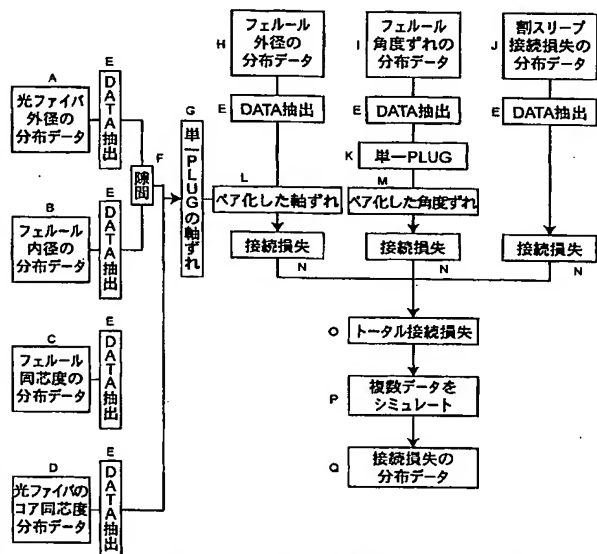 A
光ファイバ
外径の
分布データ
E
DATA抽出
B
フェルール
内径の
分布データ
E
DATA抽出
C
フェルール
同芯度の
分布データ
E
DATA抽出
D
光ファイバの
コア同芯度
分布データ
E
DATA抽出
F
隙間
G
単一PLUGの軸ずれ
H
フェルール
外径の
分布データ
E
DATA抽出
L
ペア化した軸ずれ
接続損失
N
I
フェルール
角度ずれの
分布データ
E
DATA抽出
K
単一PLUG
M
ペア化した角度ずれ
接続損失
N
J
割スリーブ
接続損失の
分布データ
E
DATA抽出
接続損失
N
O
トータル接続損失
P
複数データを
シミュレート
Q
接続損失の
分布データ